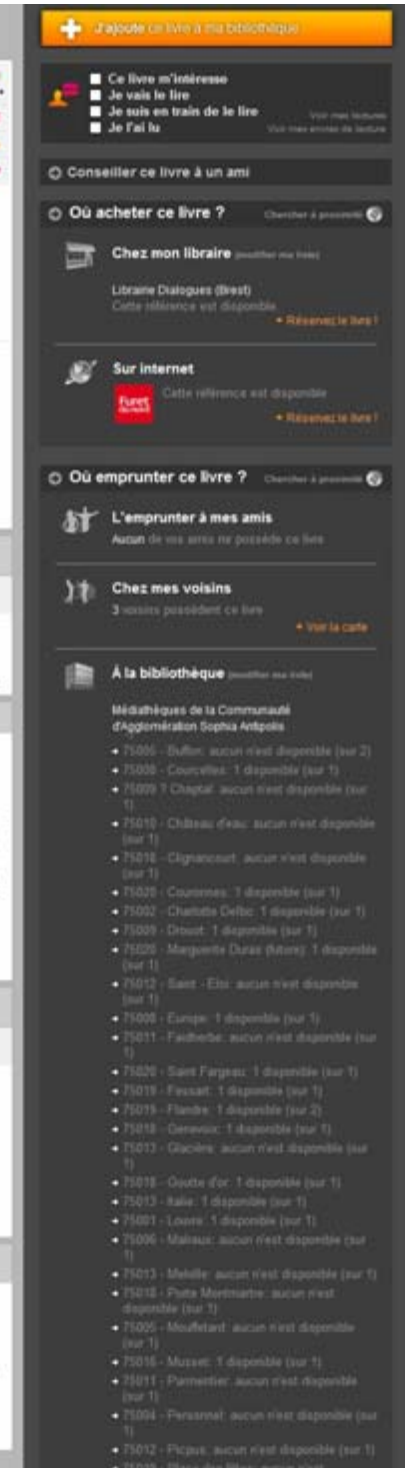 J'ajoute ce livre à ma bibliothèque
Ce livre m'intéresse
Je vais le lire
Je suis en train de le lire
Voir mes lectures
Je l'ai lu
Voir mes envies de lecture
Conseiller ce livre à un ami
Où acheter ce livre ? Chercher à proximité
Chez mon libraire (modifier ma liste)
Librairie Dialogues (Brest)
Cette référence est disponible
Réservez le livre !
Sur internet
Furet du nord
Cette référence est disponible
Réservez le livre !
Où emprunter ce livre ? Chercher à proximité
L'emprunter à mes amis
Aucun de vos amis ne possède ce livre
Chez mes voisins
3 voisins possèdent ce livre
Voir la carte
À la bibliothèque (modifier ma liste)
Médiathèques de la Communauté
d'Agglomération Sophia Antipolis
75005 - Buffon: aucun n'est disponible (sur 2)
75008 - Courcelles: 1 disponible (sur 1)
75009 ? Chaptal: aucun n'est disponible (sur
1)
75010 - Château d'eau: aucun n'est disponible
(sur 1)
75018 - Clignancourt: aucun n'est disponible
(sur 1)
75020 - Couronnes: 1 disponible (sur 1)
75002 - Charlotte Delbo: 1 disponible (sur 1)
75009 - Drouot: 1 disponible (sur 1)
75020 - Marguerite Duras (future): 1 disponible
(sur 1)
75012 - Saint - Eloi: aucun n'est disponible
(sur 1)
75008 - Europe: 1 disponible (sur 1)
75011 - Faidherbe: aucun n'est disponible (sur
1)
75020 - Saint Fargeau: 1 disponible (sur 1)
75019 - Fessart: 1 disponible (sur 1)
75019 - Flandre: 1 disponible (sur 2)
75018 - Genevoix: 1 disponible (sur 1)
75013 - Glacière: aucun n'est disponible (sur
1)
75018 - Goutte d'or: 1 disponible (sur 1)
75013 - Italie: 1 disponible (sur 1)
75001 - Louvre: 1 disponible (sur 1)
75006 - Malraux: aucun n'est disponible (sur
1)
75013 - Melville: aucun n'est disponible (sur 1)
75018 - Porte Montmartre: aucun n'est
disponible (sur 1)
75005 - Mouffetard: aucun n'est disponible
(sur 1)
75016 - Musset: 1 disponible (sur 1)
75011 - Parmentier: aucun n'est disponible
(sur 1)
75004 - Personnel: aucun n'est disponible (sur
1)
75012 - Picpus: aucun n'est disponible (sur 1)